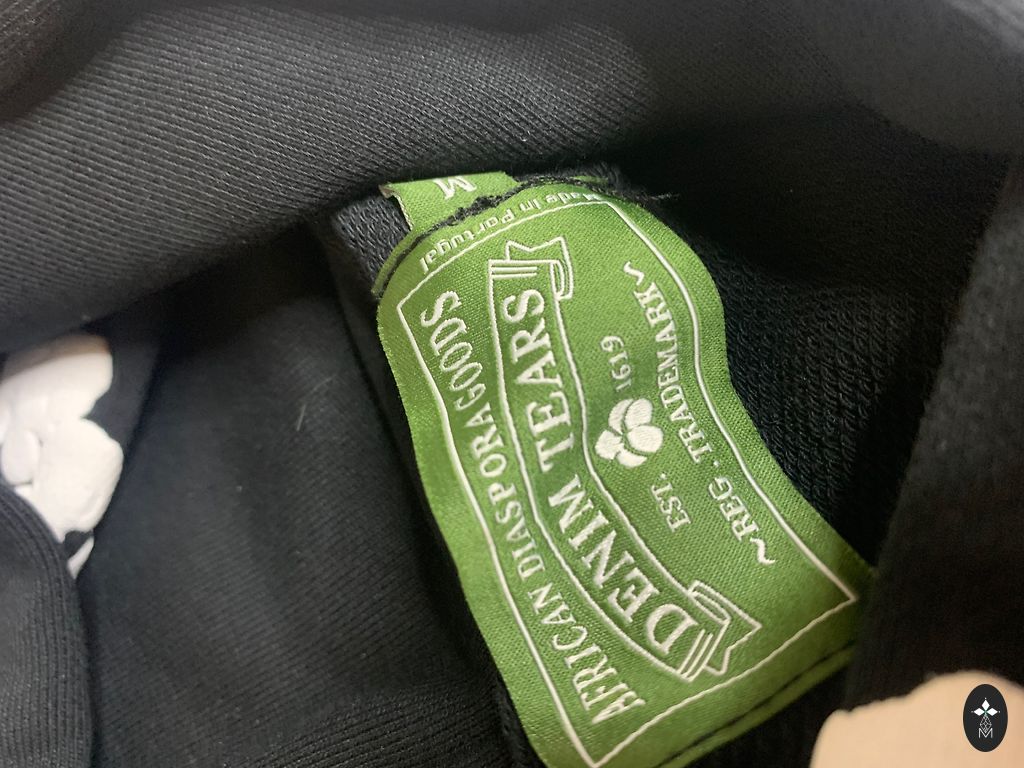 M
Made in Portugal
AFRICAN DIASPORA GOODS
DENIM TEARS
EST. 1619
~REG. TRADEMARK~
M